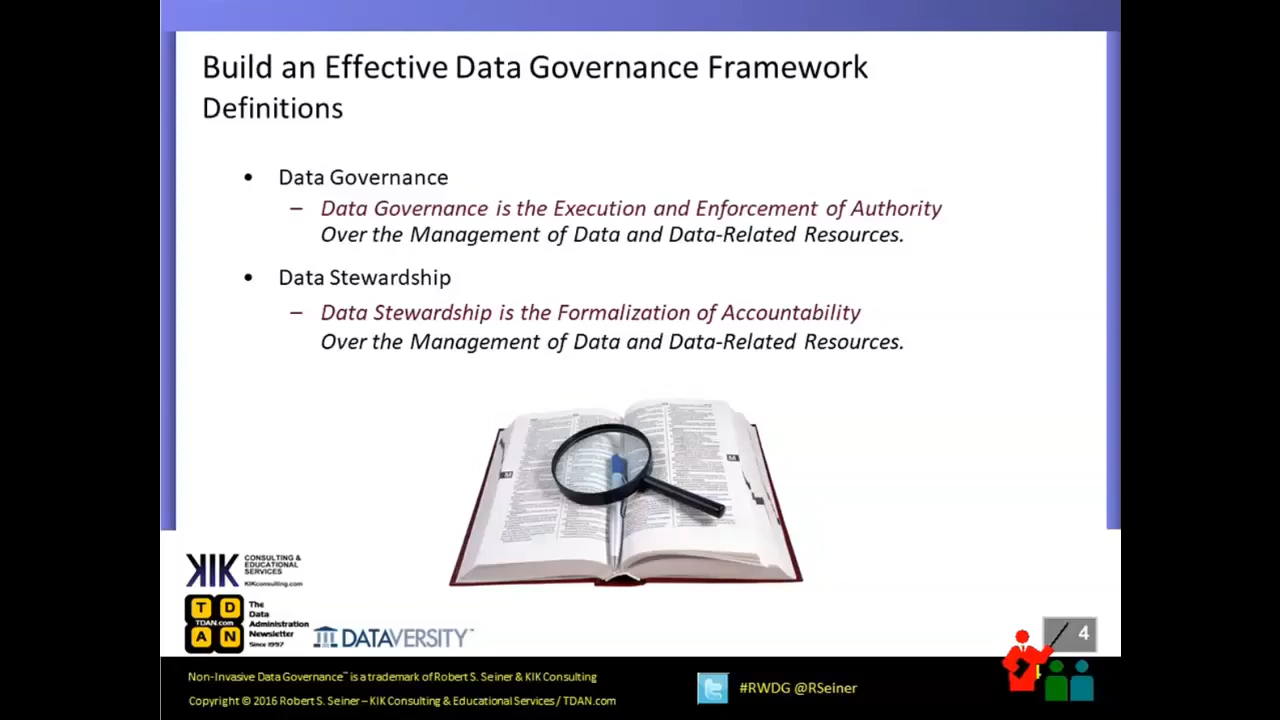 Build an Effective Data Governance Framework
Definitions
• Data Governance
– Data Governance is the Execution and Enforcement of Authority
Over the Management of Data and Data-Related Resources.
• Data Stewardship
– Data Stewardship is the Formalization of Accountability
Over the Management of Data and Data-Related Resources.
M
KIK CONSULTING &
EDUCATIONAL
SERVICES
KIKconsulting.com
T D
TDAN.com
A N
The
Data
Administration
Newsletter
Since 1997
DATAVERSITY™
4
Non-Invasive Data Governance™ is a trademark of Robert S. Seiner & KIK Consulting
Copyright © 2016 Robert S. Seiner – KIK Consulting & Educational Services / TDAN.com
#RWDG @RSeiner